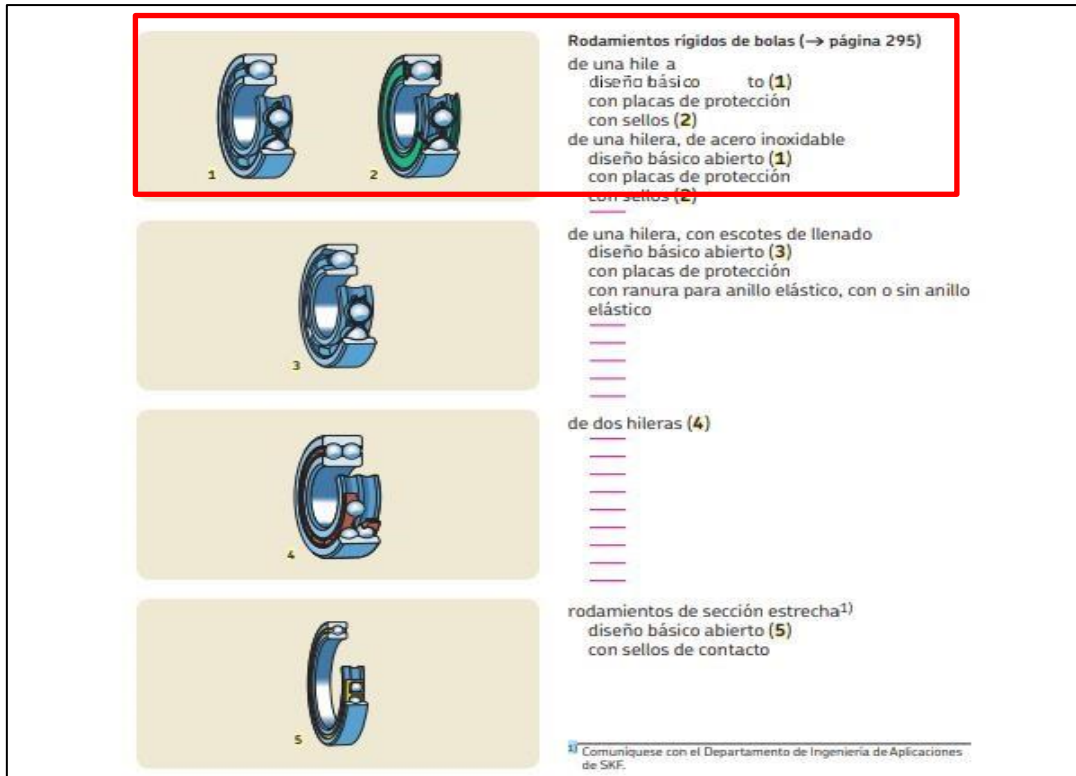 Rodamientos rígidos de bolas (→ página 295)
de una hile a
diseño básico to (1)
con placas de protección
con sellos (2)
de una hilera, de acero inoxidable
diseño básico abierto (1)
con placas de protección
con sellos (2)
1
2
de una hilera, con escotes de llenado
diseño básico abierto (3)
con placas de protección
con ranura para anillo elástico, con o sin anillo
elástico
3
de dos hileras (4)
4
rodamientos de sección estrecha1)
diseño básico abierto (5)
con sellos de contacto
5
1) Comuníquese con el Departamento de Ingeniería de Aplicaciones
de SKF.